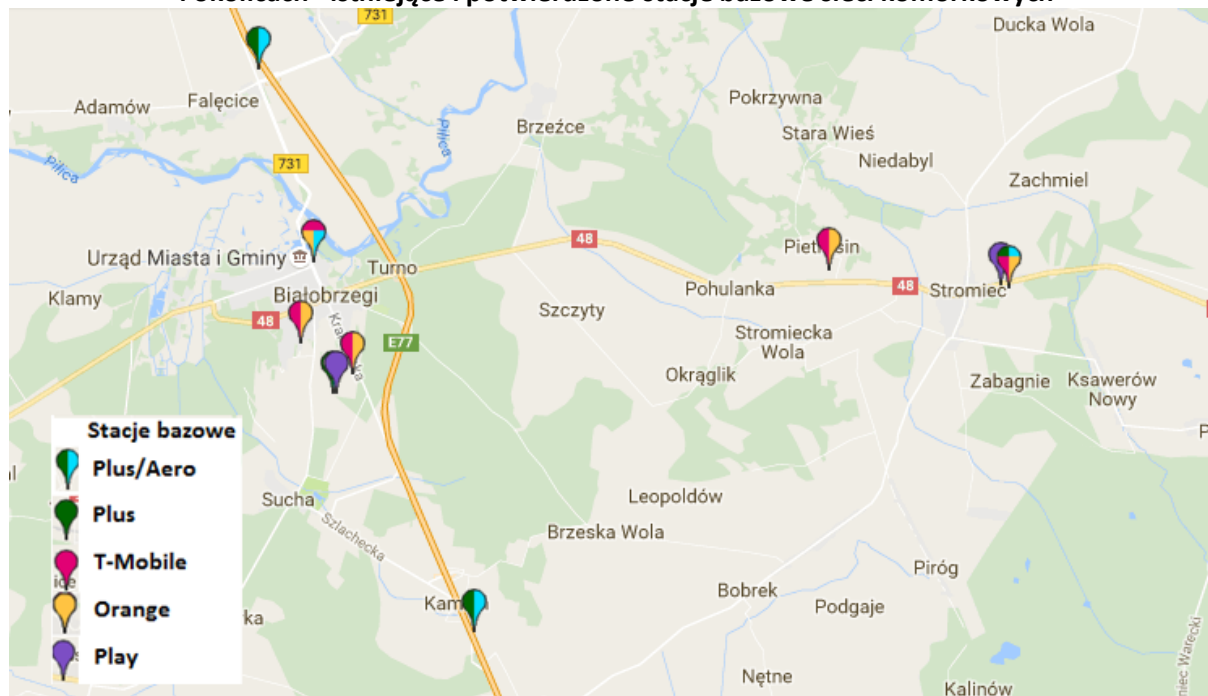 i okolicach - istniejące i potwierdzone stacje bazowe sieci komórkowych
731
Ducka Wola
Adamów
Falęcice
Pokrzywna
Brzeźce
Stara Wieś
Pilica
Niedabyl
Pilica
731
Zachmiel
48
Urząd Miasta i Gminy
Turno
Klamy
Białobrzegi
Pohulanka
48
Stromiec
48
Szczyty
Stromiecka
Wola
E77
Okrąglik
Zabagnie
Ksawerów
Nowy
Stacje bazowe
Plus/Aero
Plus
T-Mobile
Orange
Play
Sucha
Szlachecka
Leopoldów
Brzeska Wola
Piróg
Bobrek
Podgaje
Nętne
Kalinów